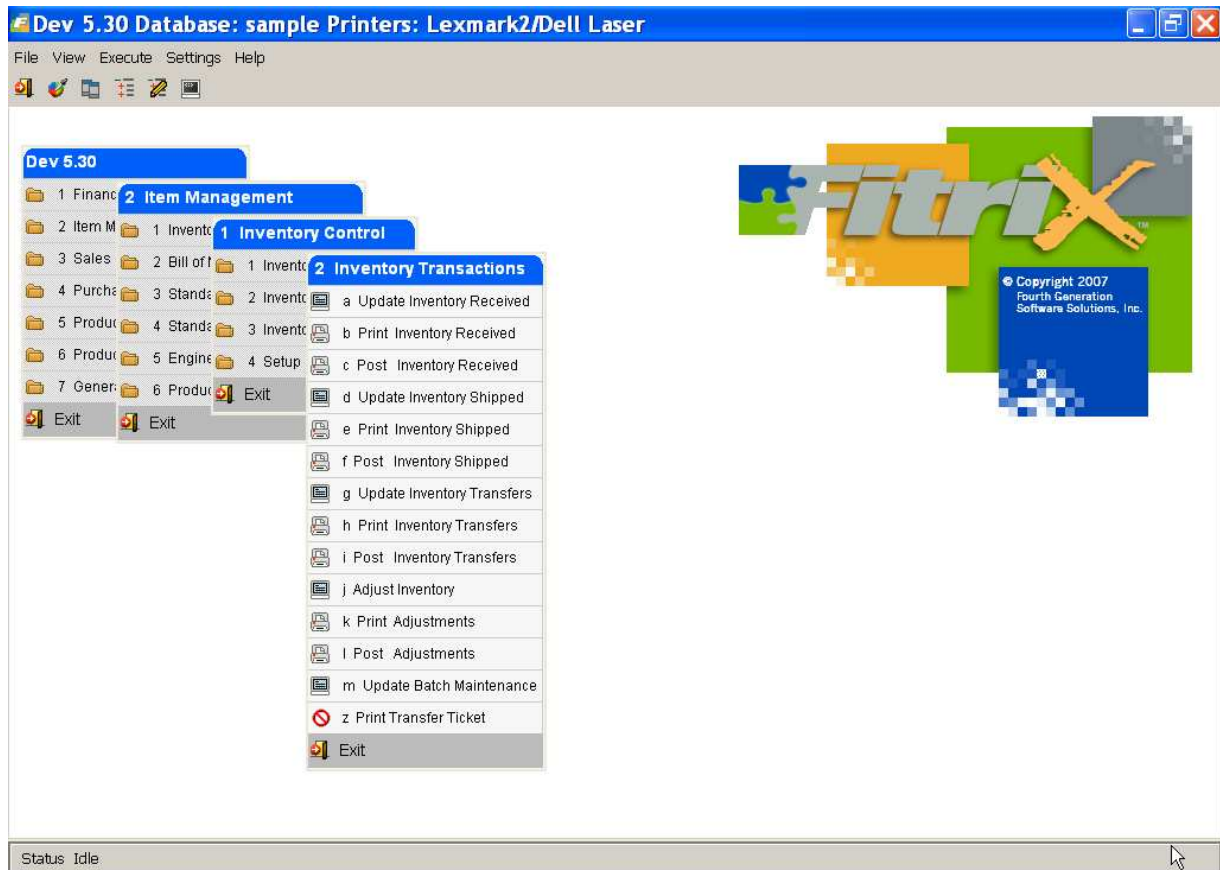 Dev 5.30 Database: sample Printers: Lexmark2/Dell Laser
File View Execute Settings Help
Dev 5.30
1 Financ
2 Item M
3 Sales
4 Purcha
5 Produc
6 Produc
7 Genera
Exit
2 Item Management
1 Invento
2 Bill of M
3 Standa
4 Standa
5 Engine
6 Produc
Exit
1 Inventory Control
1 Invento
2 Invento
3 Invento
4 Setup
Exit
2 Inventory Transactions
a Update Inventory Received
b Print Inventory Received
c Post Inventory Received
d Update Inventory Shipped
e Print Inventory Shipped
f Post Inventory Shipped
g Update Inventory Transfers
h Print Inventory Transfers
i Post Inventory Transfers
j Adjust Inventory
k Print Adjustments
l Post Adjustments
m Update Batch Maintenance
z Print Transfer Ticket
Exit
FitriX™
© Copyright 2007
Fourth Generation
Software Solutions, Inc.
Status Idle